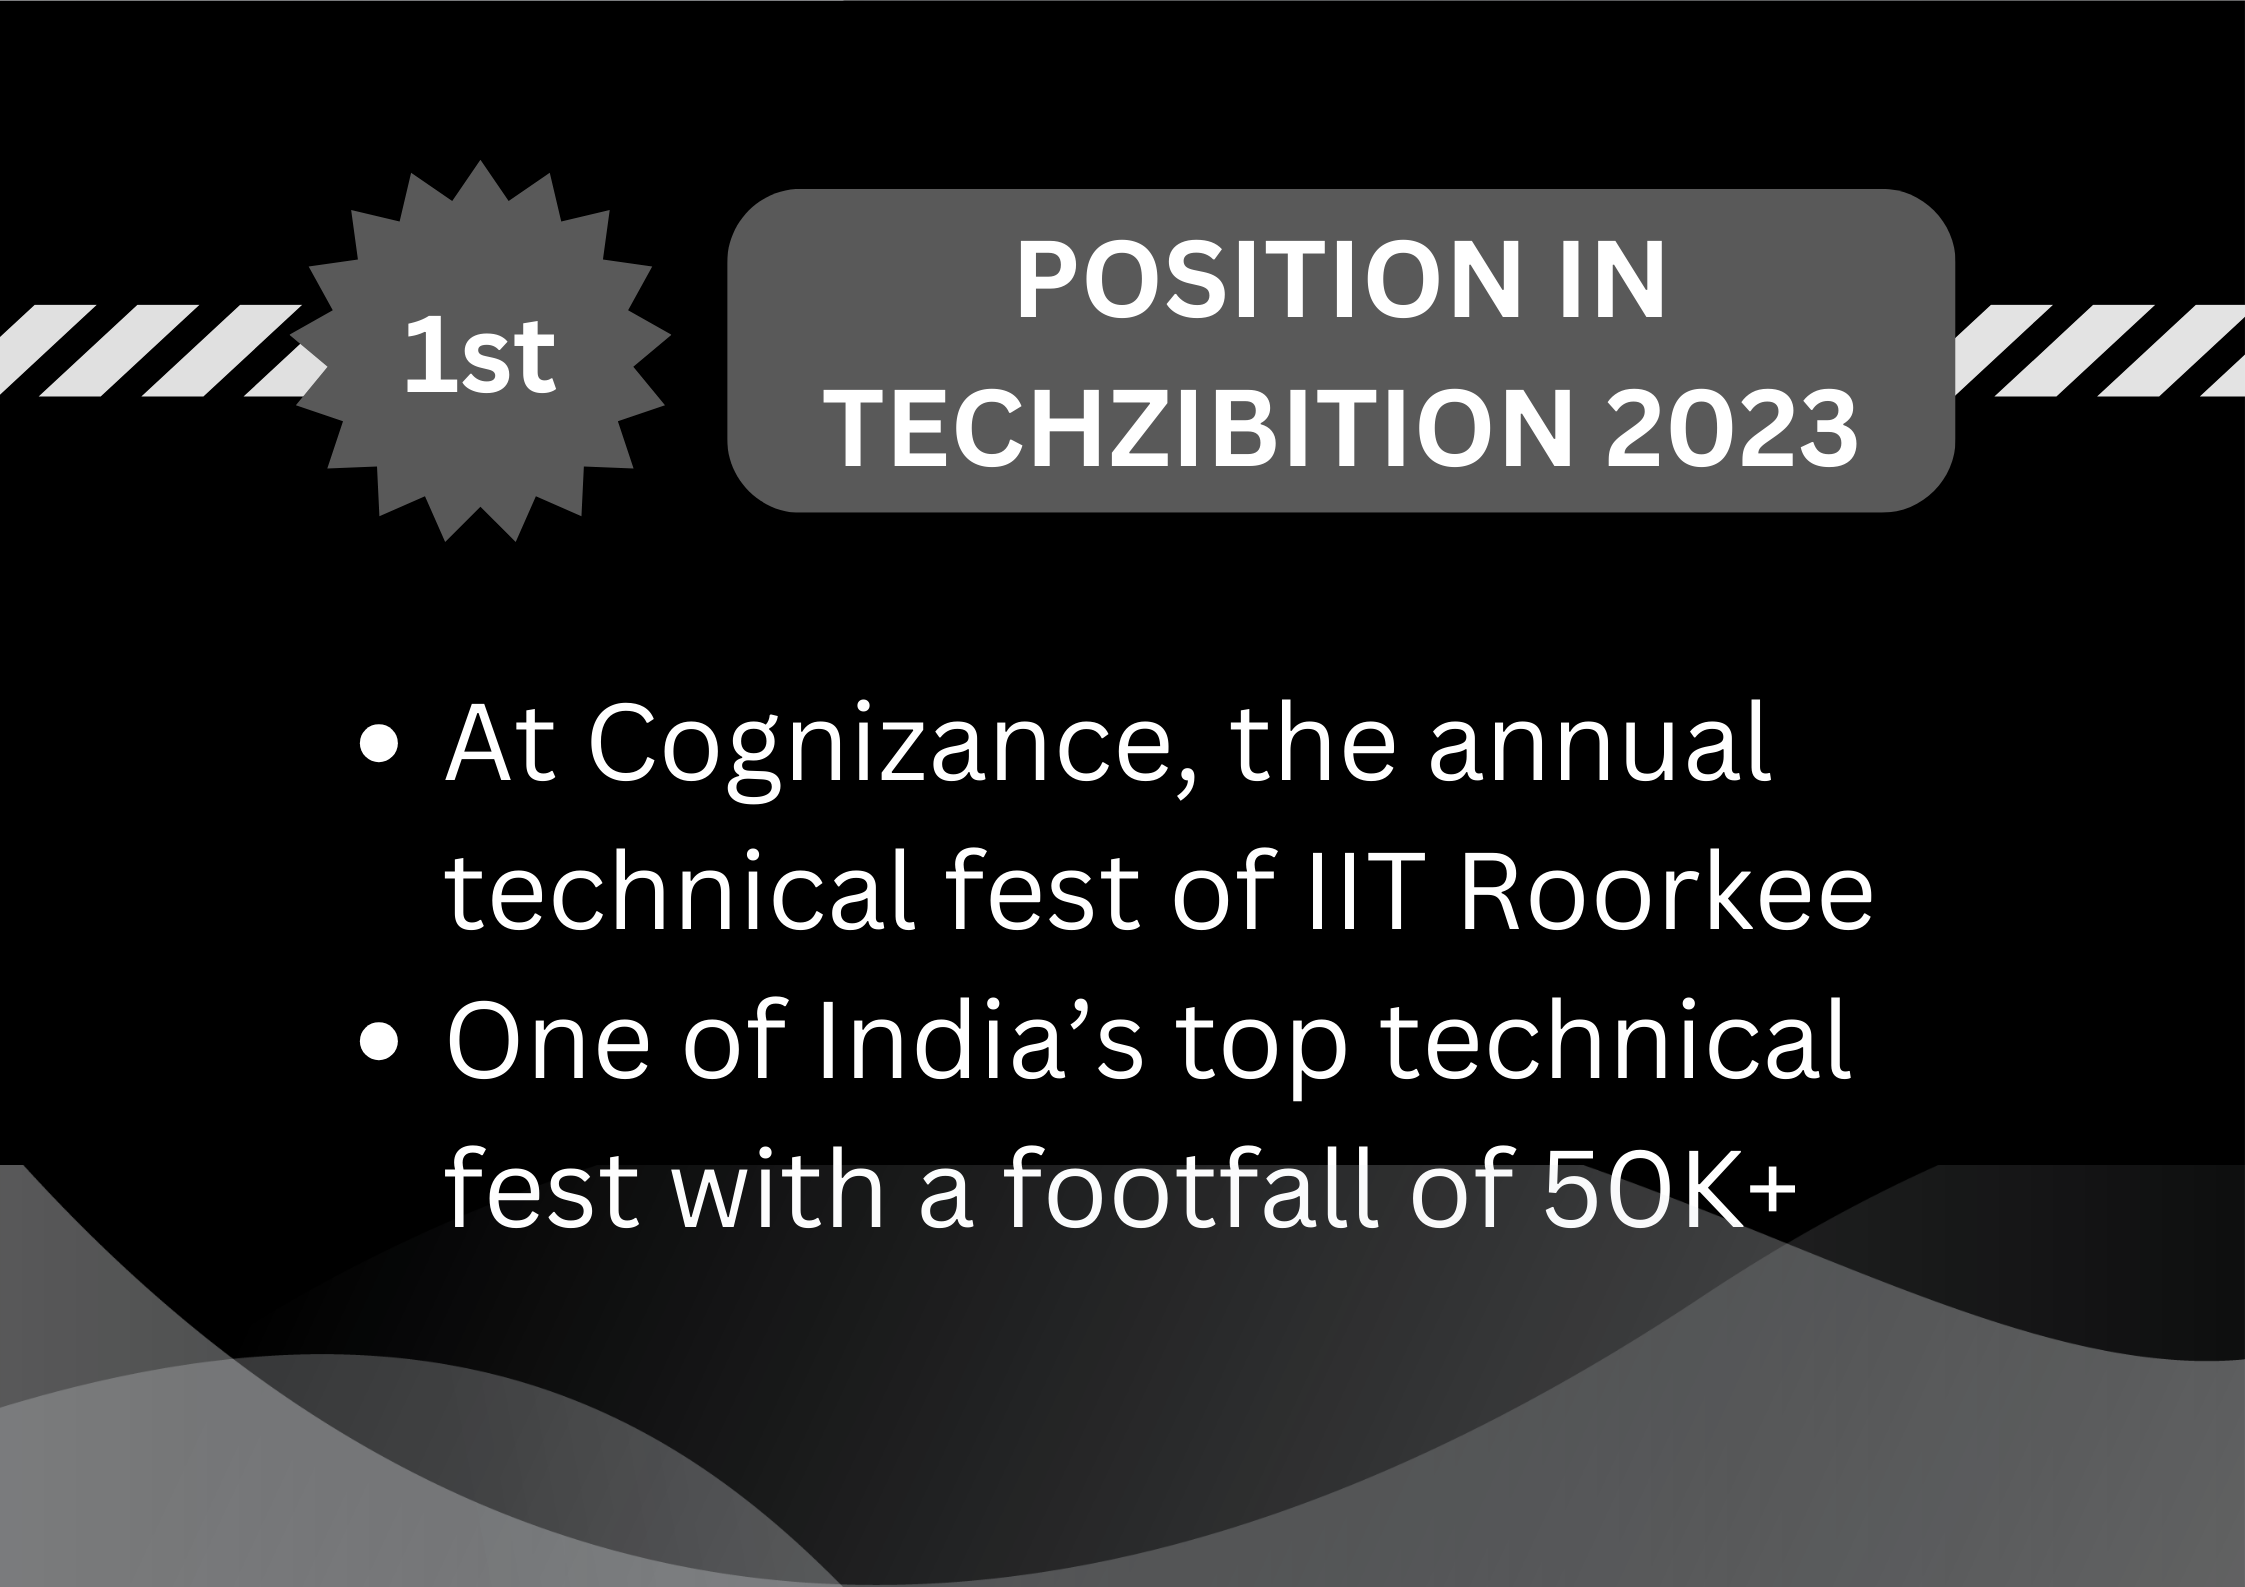 1st
POSITION IN
TECHZIBITION 2023
• At Cognizance, the annual
technical fest of IIT Roorkee
• One of India’s top technical
fest with a footfall of 50K+